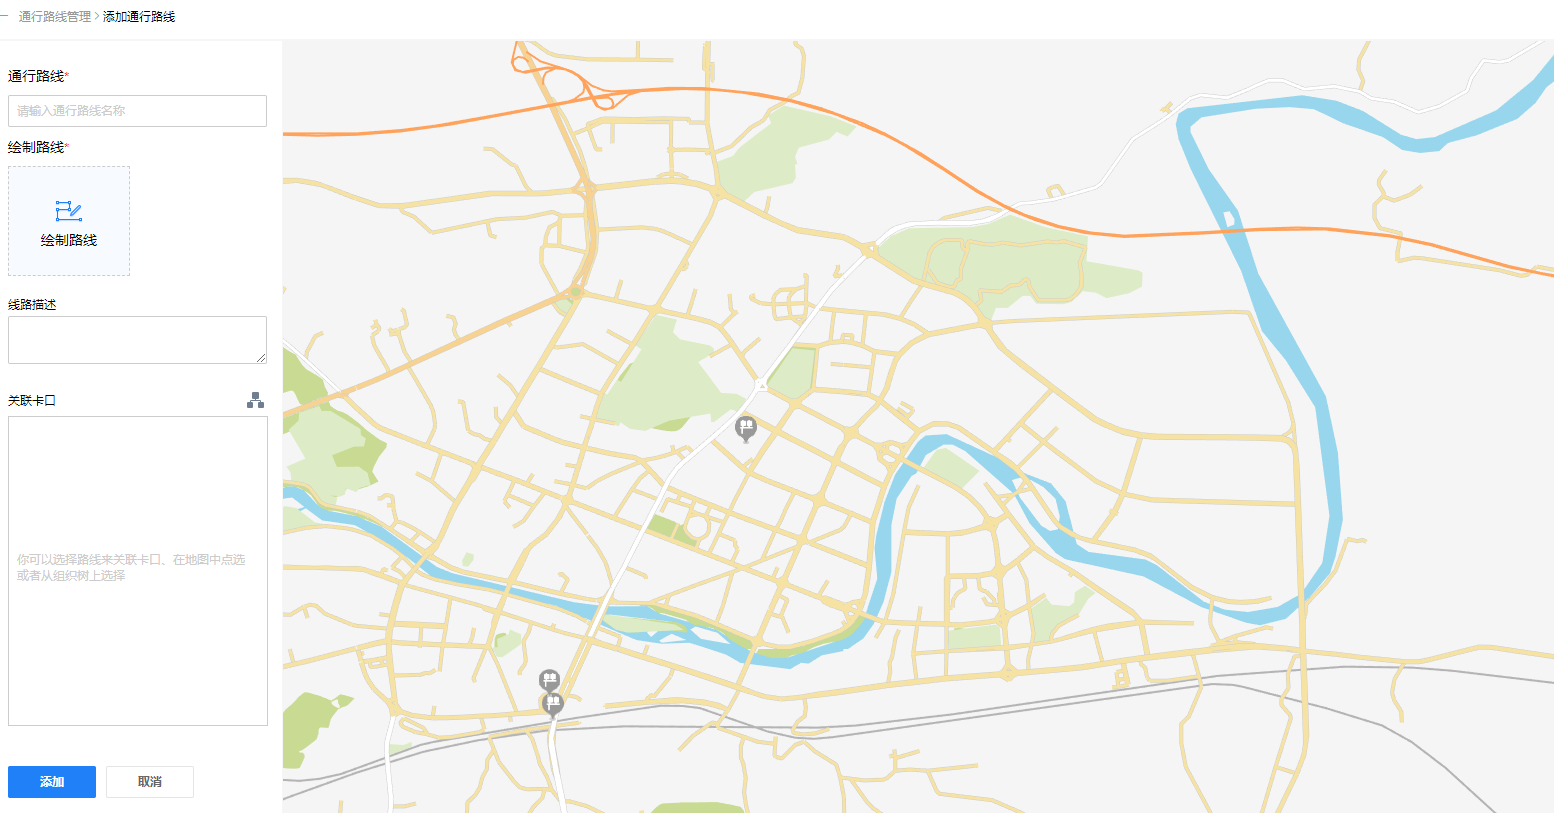 通行路线管理 > 添加通行路线
通行路线*
请输入通行路线名称
绘制路线*
绘制路线
线路描述
关联卡口
你可以选择路线来关联卡口，在地图中点选
或者从组织树上选择
添加
取消